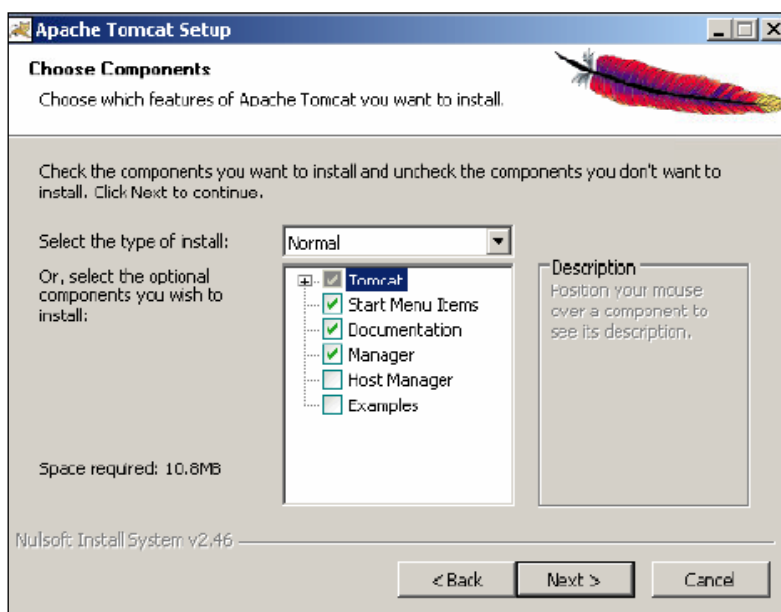 Apache Tomcat Setup
Choose Components
Choose which features of Apache Tomcat you want to install.
Check the components you want to install and uncheck the components you don't want to
install. Click Next to continue.
Select the type of install:
Normal
Or, select the optional
components you wish to
install:
Tomcat
Start Menu Items
Documentation
Manager
Host Manager
Examples
Description
Position your mouse
over a component to
see its description.
Space required: 10.8MB
Nullsoft Install System v2.46
< Back
Next >
Cancel